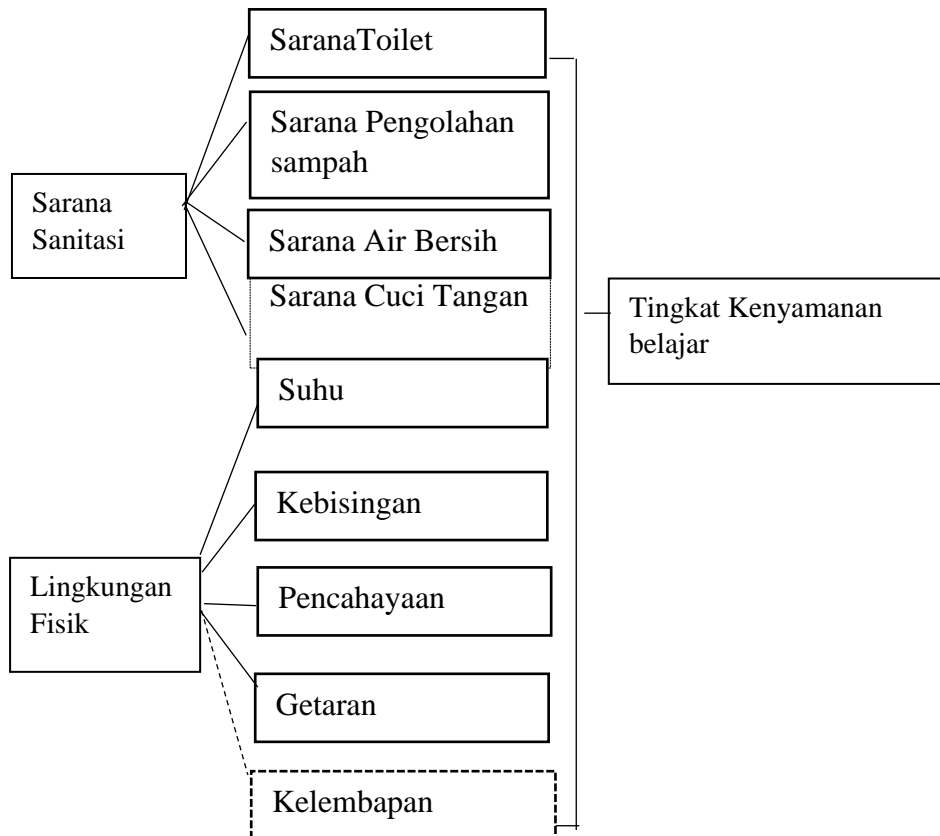 SaranaToilet
Sarana Pengolahan
sampah
Sarana
Sanitasi
Sarana Air Bersih
Sarana Cuci Tangan
Tingkat Kenyamanan
belajar
Suhu
Kebisingan
Lingkungan
Fisik
Pencahayaan
Getaran
Kelembapan